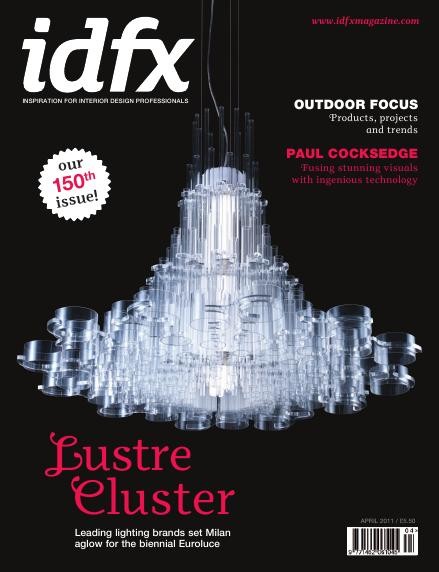 www.idfxmagazine.com
idfx
INSPIRATION FOR INTERIOR DESIGN PROFESSIONALS
OUTDOOR FOCUS
Products, projects
and trends
PAUL COCKSEDGE
Fusing stunning visuals
with ingenious technology
our
150th
issue!
Lustre
Cluster
Leading lighting brands set Milan
aglow for the biennial Euroluce
APRIL 2011 / £5.50
04